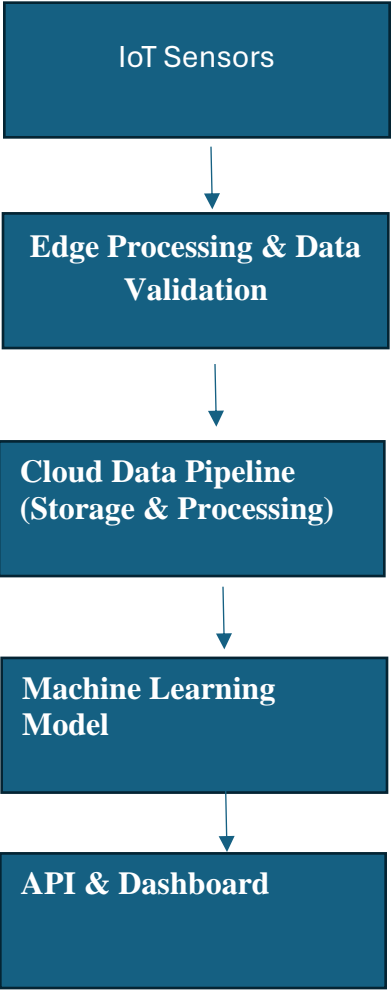 IoT Sensors
Edge Processing & Data
Validation
Cloud Data Pipeline
(Storage & Processing)
Machine Learning
Model
API & Dashboard